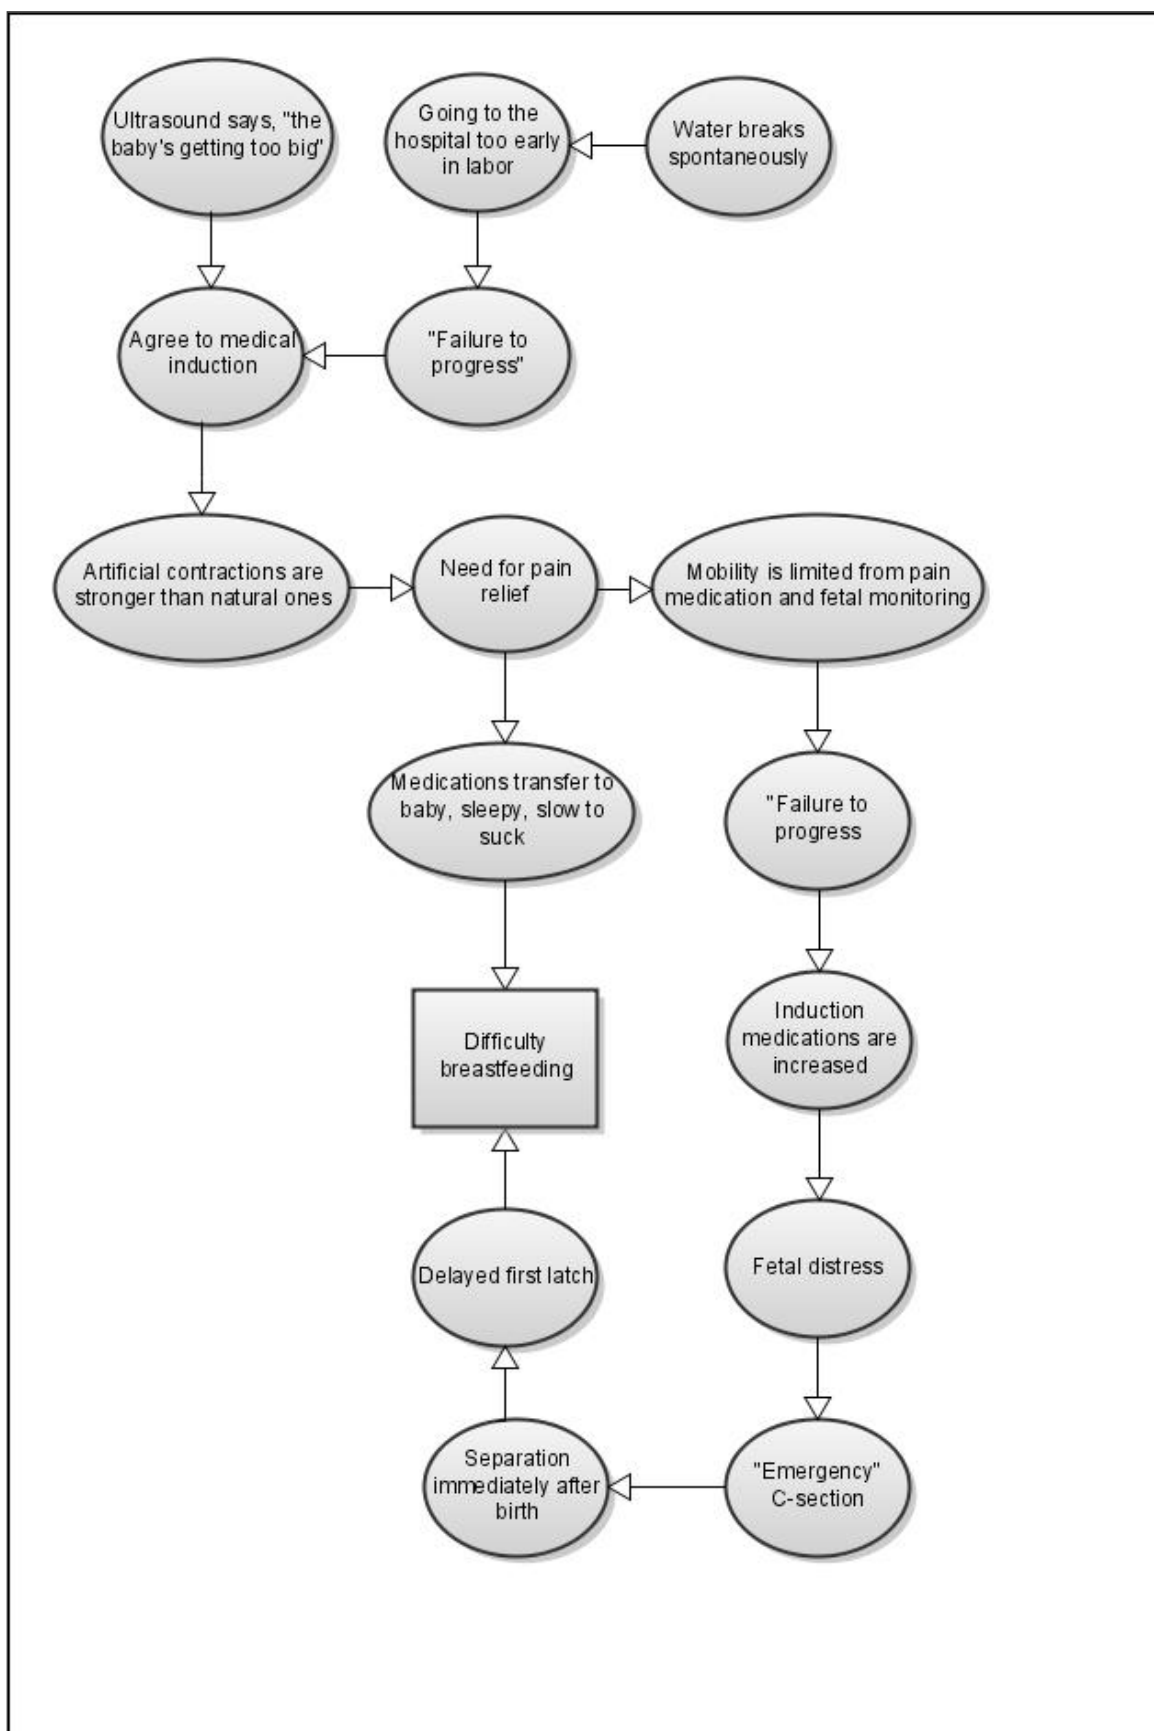 Ultrasound says, "the
baby's getting too big"
Going to the
hospital too early
in labor
Water breaks
spontaneously
Agree to medical
induction
"Failure to
progress"
Artificial contractions are
stronger than natural ones
Need for pain
relief
Mobility is limited from pain
medication and fetal monitoring
Medications transfer to
baby, sleepy, slow to
suck
"Failure to
progress
Difficulty
breastfeeding
Induction
medications are
increased
Delayed first latch
Fetal distress
Separation
immediately after
birth
"Emergency"
C-section